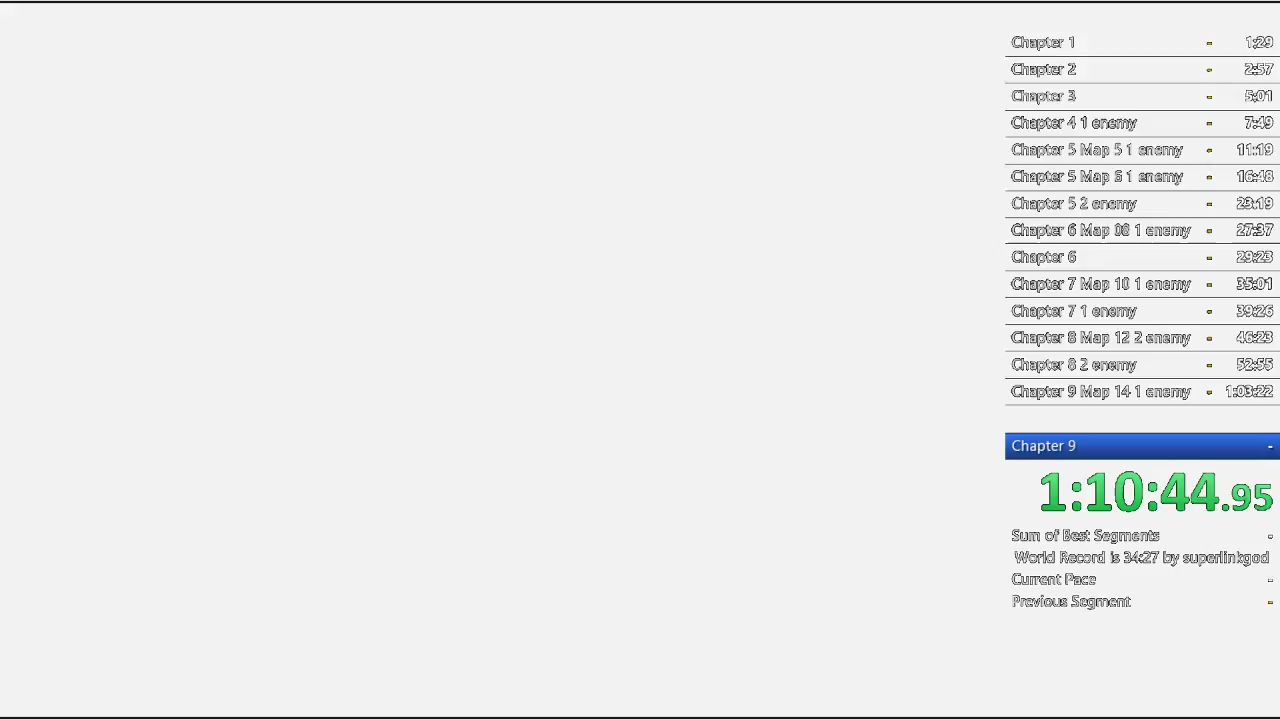 Chapter 1 - 1:29
Chapter 2 - 2:57
Chapter 3 - 5:01
Chapter 4 1 enemy - 7:49
Chapter 5 Map 5 1 enemy - 11:19
Chapter 5 Map 6 1 enemy - 16:48
Chapter 5 2 enemy - 23:19
Chapter 6 Map 08 1 enemy - 27:37
Chapter 6 - 29:23
Chapter 7 Map 10 1 enemy - 35:01
Chapter 7 1 enemy - 39:26
Chapter 8 Map 12 2 enemy - 46:23
Chapter 8 2 enemy - 52:55
Chapter 9 Map 14 1 enemy - 1:03:22
Chapter 9 -
1:10:44.95
Sum of Best Segments -
World Record is 34:27 by superlinkgod
Current Pace -
Previous Segment -